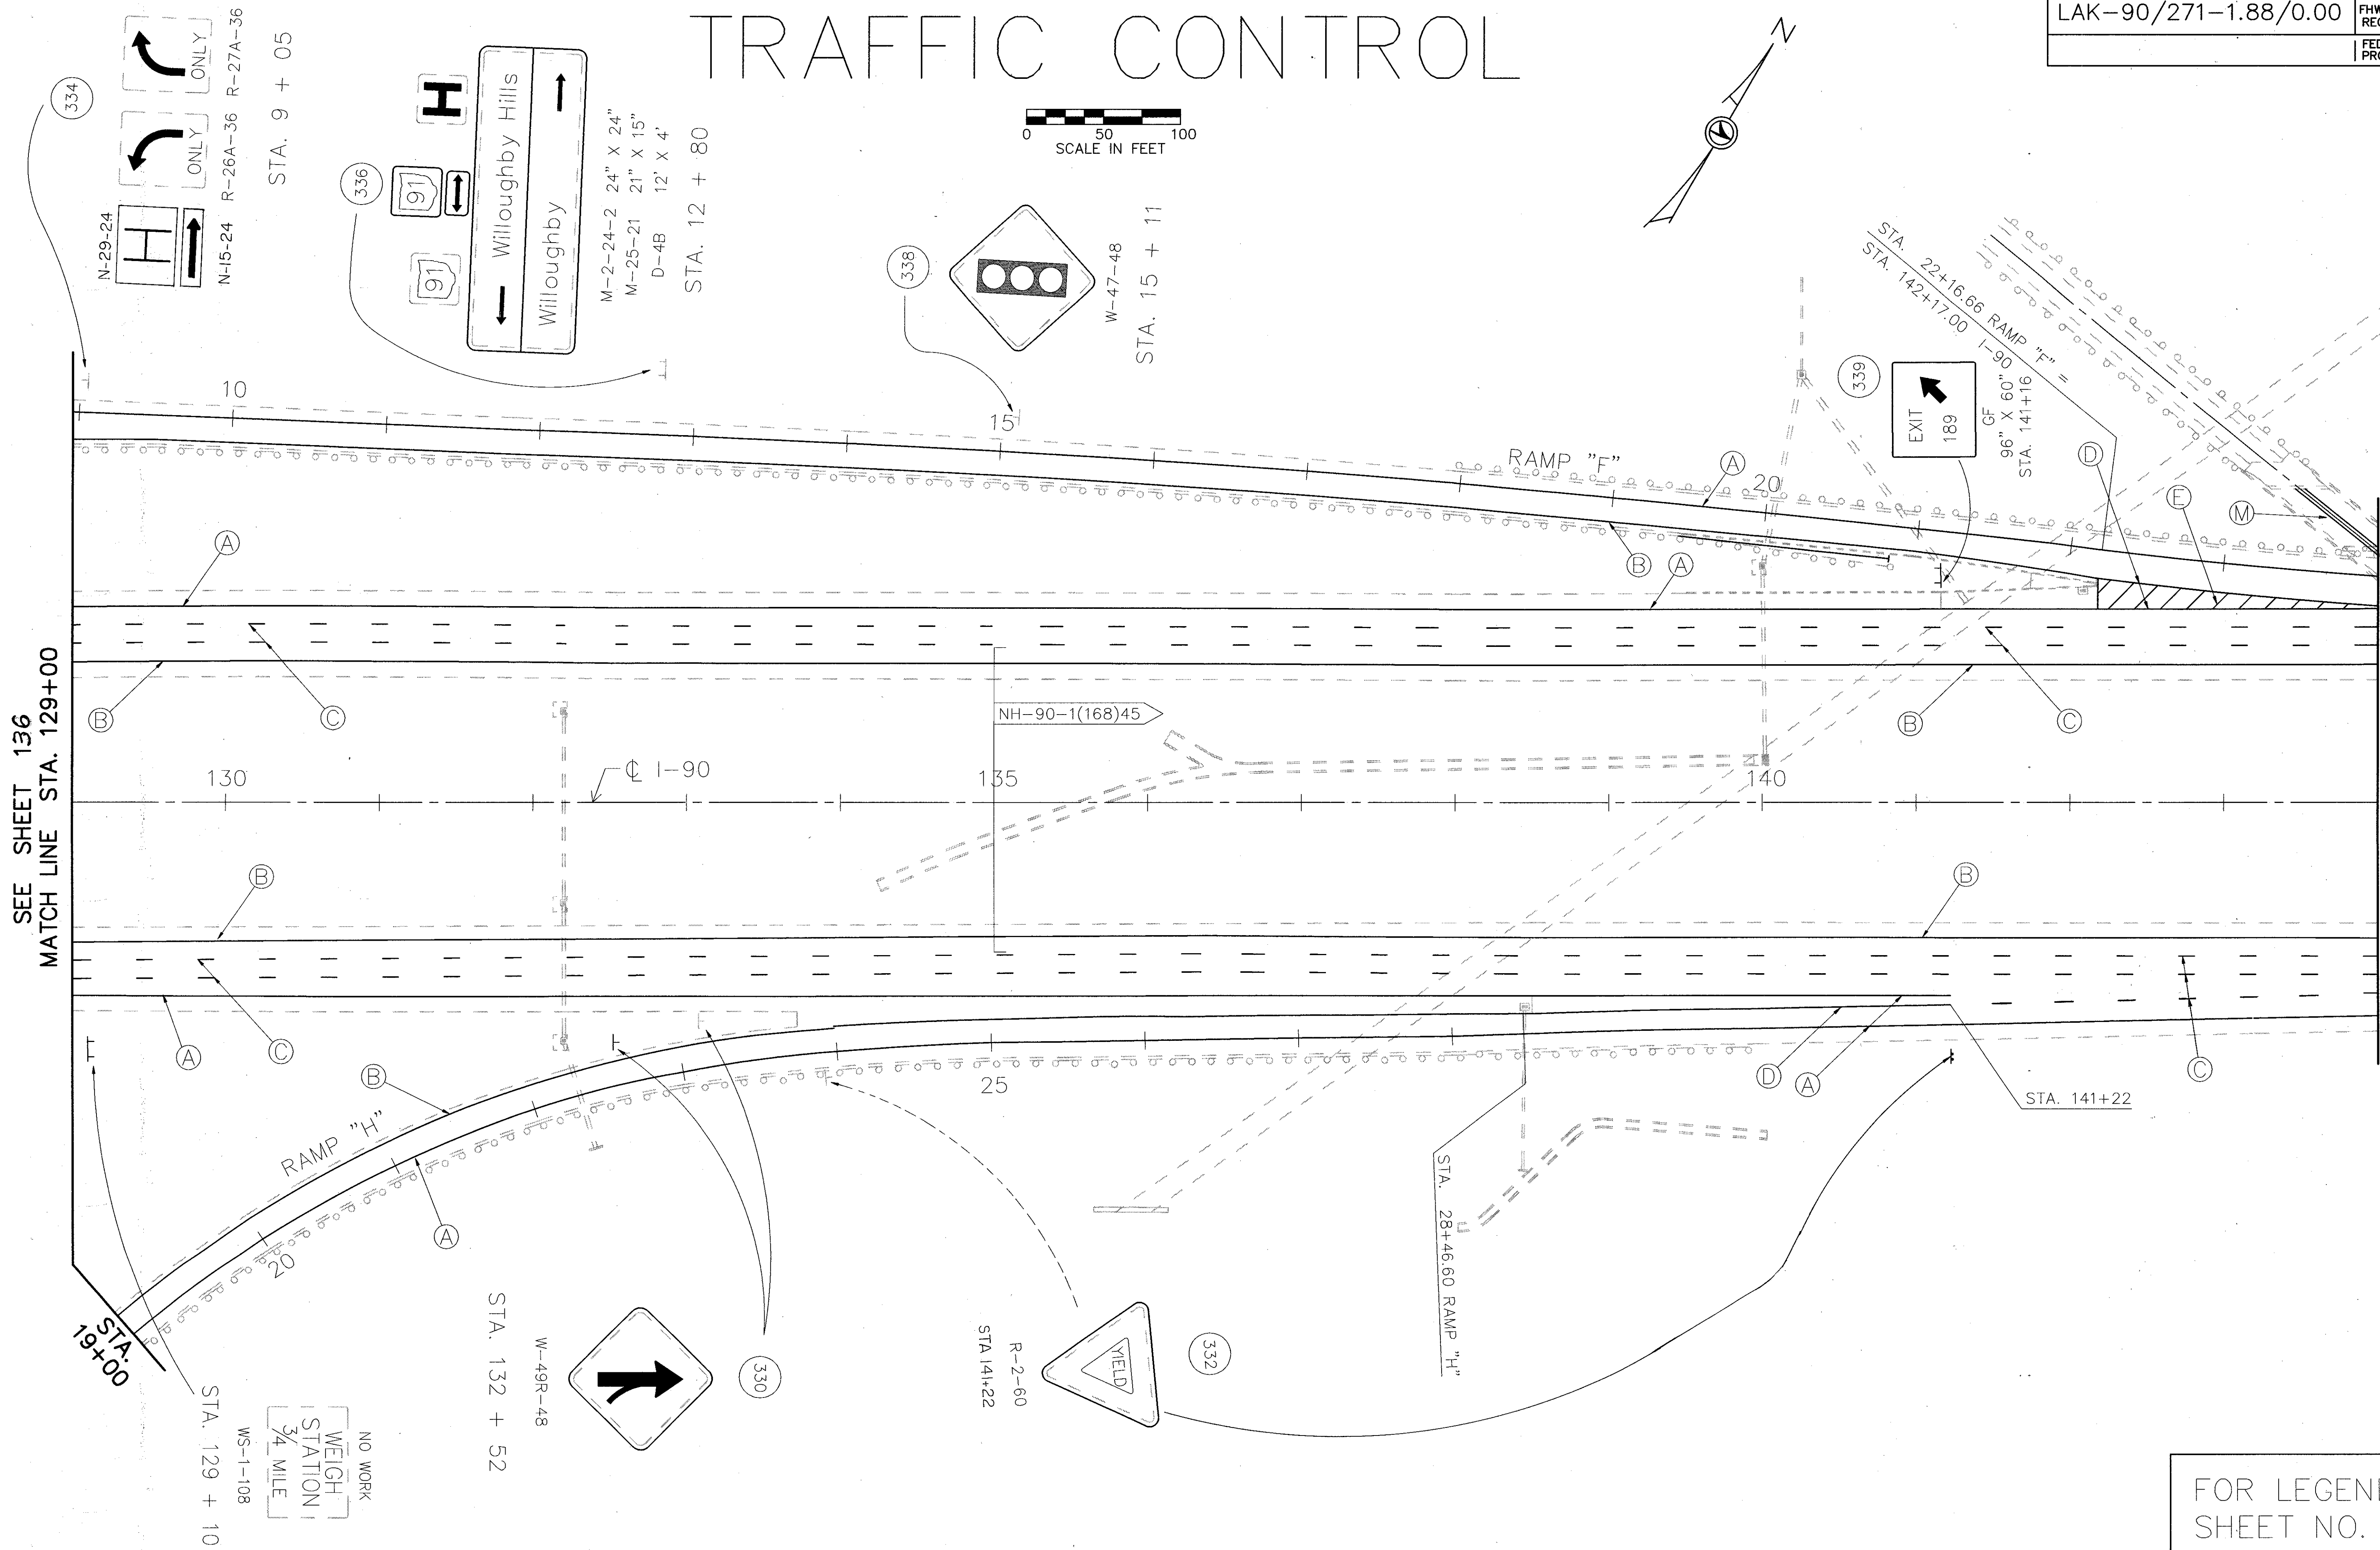 TRAFFIC CONTROL
LAK-90/271-1.88/0.00
FHW
REG
FED
PRO
0 50 100
SCALE IN FEET
N
334
ONLY
R-27A-36
ONLY
R-26A-36
N-29-24
H
N-15-24
STA. 9 + 05
336
H
91
91
Willoughby Hills
Willoughby
M-2-24-2 24" X 24"
M-25-21 21" X 15"
D-4B 12' X 4'
STA. 12 + 80
338
W-47-48
STA. 15 + 11
STA. 22+16.66 RAMP "F" =
STA. 142+17.00 I-90
339
EXIT
189
GF
96" X 60"
STA. 141+16
10
15
RAMP "F"
20
A
D
E
M
A
B
A
B
C
B
C
SEE SHEET 136
MATCH LINE STA. 129+00
NH-90-1(168)45
130
℄ I-90
135
140
B
B
A
C
B
RAMP "H"
A
20
25
D
A
C
STA. 141+22
STA. 28+46.60 RAMP "H"
STA.
19+00
STA. 129 + 10
WS-1-108
WEIGH
STATION
3/4 MILE
NO WORK
STA. 132 + 52
W-49R-48
330
STA 141+22
R-2-60
YIELD
332
FOR LEGEN
SHEET NO.